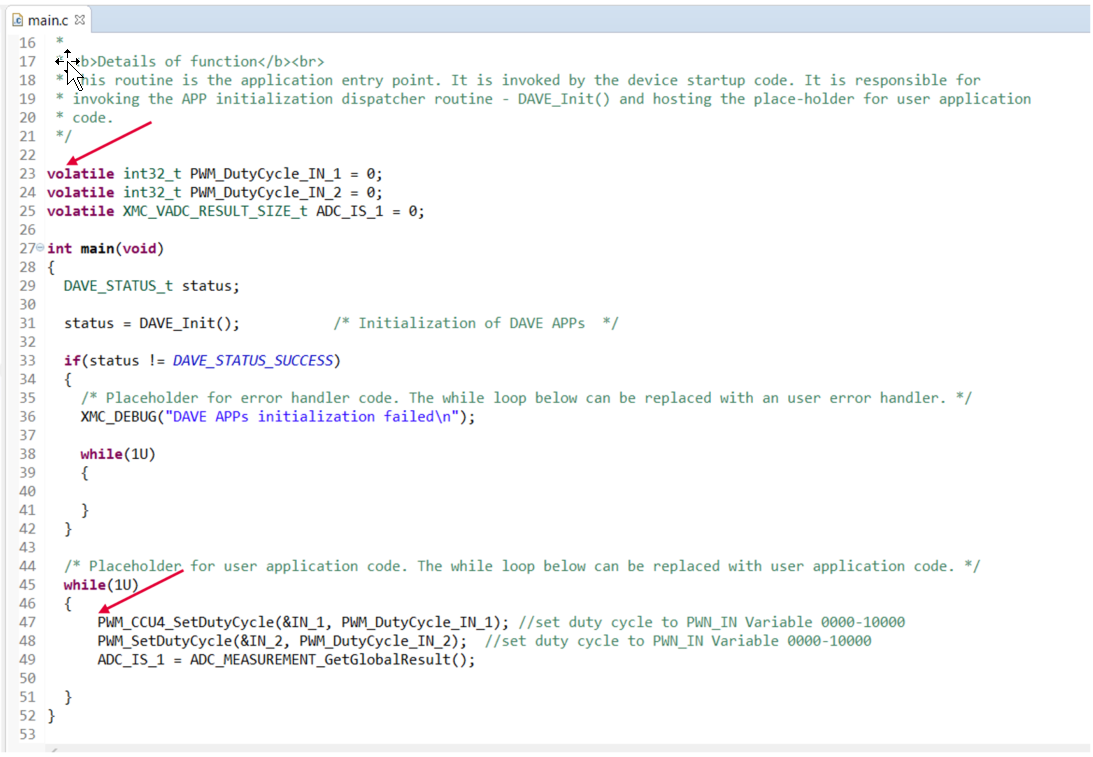 main.c
16 *
17 b>Details of function</b><br>
18 * his routine is the application entry point. It is invoked by the device startup code. It is responsible for
19 * invoking the APP initialization dispatcher routine - DAVE_Init() and hosting the place-holder for user application
20 * code.
21 */
22
23 volatile int32_t PWM_DutyCycle_IN_1 = 0;
24 volatile int32_t PWM_DutyCycle_IN_2 = 0;
25 volatile XMC_VADC_RESULT_SIZE_t ADC_IS_1 = 0;
26
27 int main(void)
28 {
29 DAVE_STATUS_t status;
30
31 status = DAVE_Init(); /* Initialization of DAVE APPs */
32
33 if(status != DAVE_STATUS_SUCCESS)
34 {
35 /* Placeholder for error handler code. The while loop below can be replaced with an user error handler. */
36 XMC_DEBUG("DAVE APPs initialization failed\n");
37
38 while(1U)
39 {
40
41 }
42 }
43
44 /* Placeholder for user application code. The while loop below can be replaced with user application code. */
45 while(1U)
46 {
47 PWM_CCU4_SetDutyCycle(&IN_1, PWM_DutyCycle_IN_1); //set duty cycle to PWN_IN Variable 0000-10000
48 PWM_SetDutyCycle(&IN_2, PWM_DutyCycle_IN_2); //set duty cycle to PWN_IN Variable 0000-10000
49 ADC_IS_1 = ADC_MEASUREMENT_GetGlobalResult();
50
51 }
52 }
53